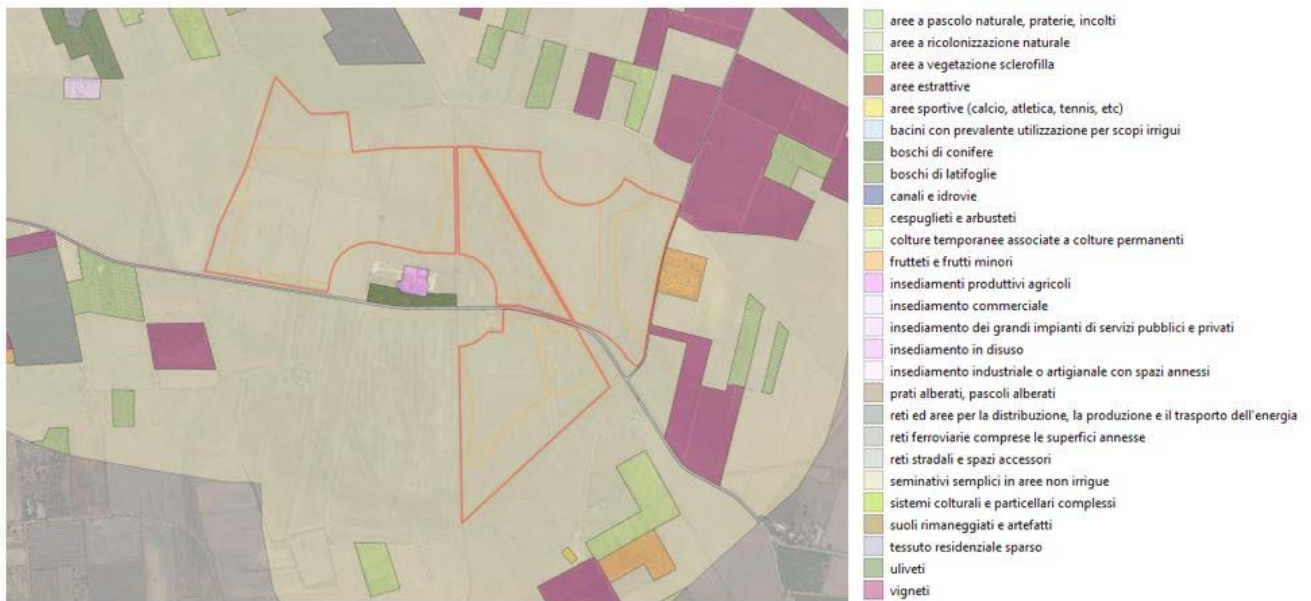 aree a pascolo naturale, praterie, incolti
aree a ricolonizzazione naturale
aree a vegetazione sclerofilla
aree estrattive
aree sportive (calcio, atletica, tennis, etc)
bacini con prevalente utilizzazione per scopi irrigui
boschi di conifere
boschi di latifoglie
canali e idrovie
cespuglieti e arbusteti
colture temporanee associate a colture permanenti
frutteti e frutti minori
insediamenti produttivi agricoli
insediamento commerciale
insediamento dei grandi impianti di servizi pubblici e privati
insediamento in disuso
insediamento industriale o artigianale con spazi annessi
prati alberati, pascoli alberati
reti ed aree per la distribuzione, la produzione e il trasporto dell'energia
reti ferroviarie comprese le superfici annesse
reti stradali e spazi accessori
seminativi semplici in aree non irrigue
sistemi colturali e particellari complessi
suoli rimaneggiati e artefatti
tessuto residenziale sparso
uliveti
vigneti